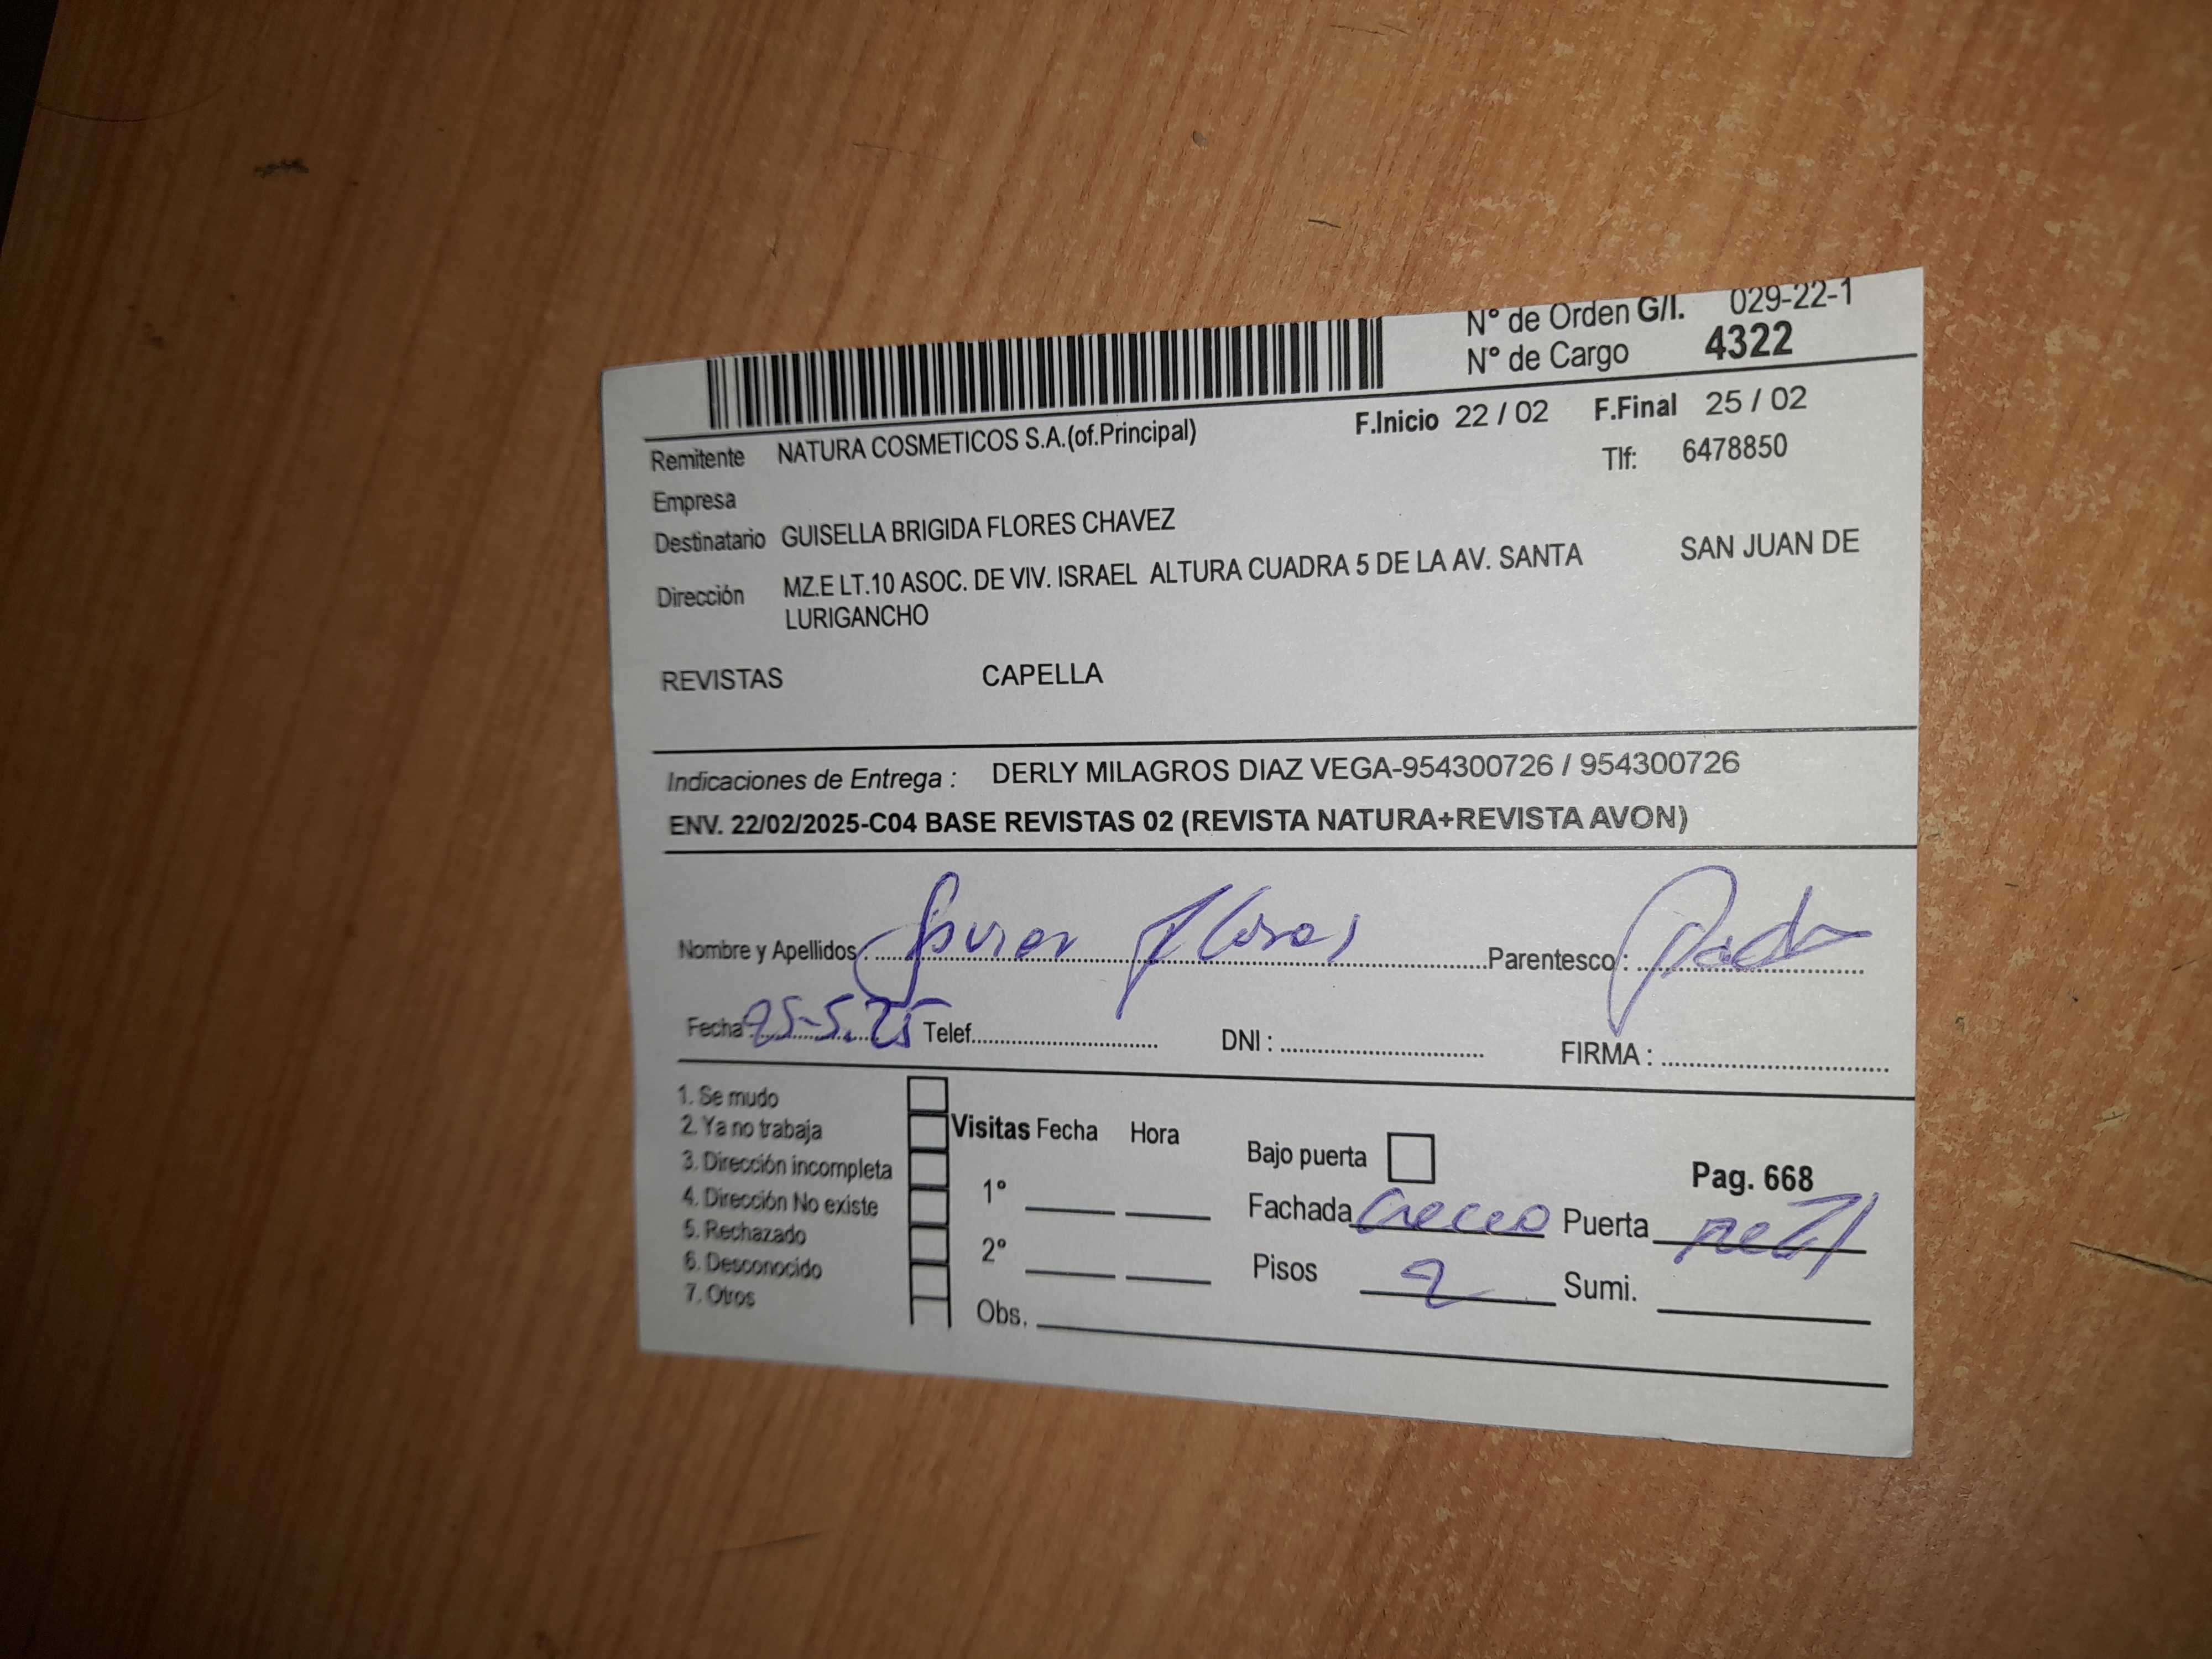 N° de Orden G/I. 029-22-1
N° de Cargo 4322
F.Inicio 22 / 02 F.Final 25 / 02
Remitente NATURA COSMETICOS S.A.(of.Principal)
Tlf: 6478850
Empresa
Destinatario GUISELLA BRIGIDA FLORES CHAVEZ
Dirección MZ.E LT.10 ASOC. DE VIV. ISRAEL ALTURA CUADRA 5 DE LA AV. SANTA SAN JUAN DE
LURIGANCHO
REVISTAS CAPELLA
Indicaciones de Entrega : DERLY MILAGROS DIAZ VEGA-954300726 / 954300726
ENV. 22/02/2025-C04 BASE REVISTAS 02 (REVISTA NATURA+REVISTA AVON)
Nombre y Apellidos : Flores Parentesco :
Fecha : Telef. DNI : FIRMA :
1. Se mudo
2. Ya no trabaja
3. Dirección incompleta
4. Dirección No existe
5. Rechazado
6. Desconocido
7. Otros
Visitas Fecha Hora
1°
2°
Obs.
Bajo puerta
Pag. 668
Fachada Puerta
Pisos 2 Sumi.